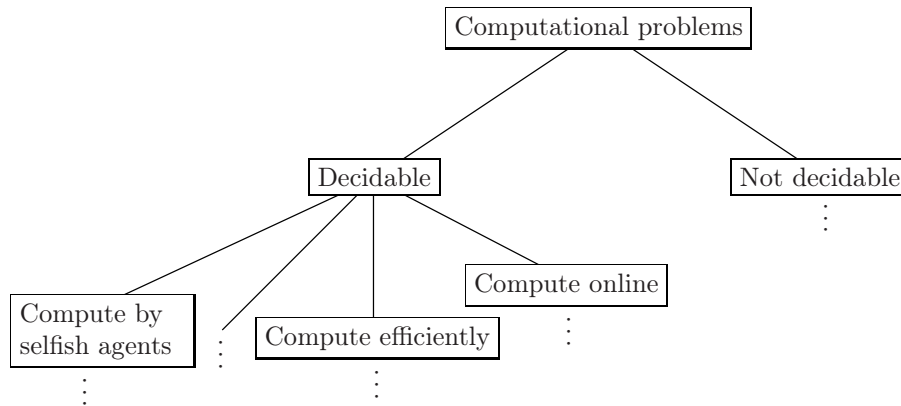 Computational problems
Decidable
Not decidable
Compute online
Compute by
selfish agents
Compute efficiently